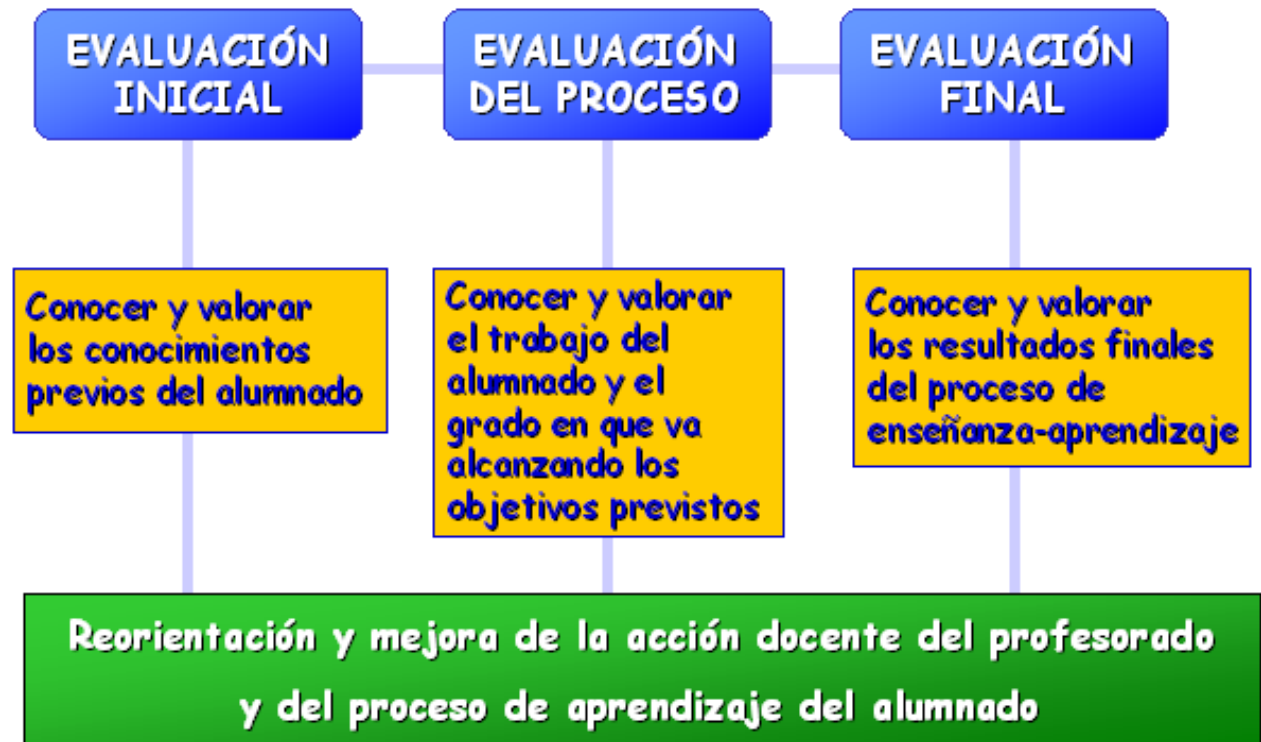 EVALUACIÓN
INICIAL
EVALUACIÓN
DEL PROCESO
EVALUACIÓN
FINAL
Conocer y valorar
los conocimientos
previos del alumnado
Conocer y valorar
el trabajo del
alumnado y el
grado en que va
alcanzando los
objetivos previstos
Conocer y valorar
los resultados finales
del proceso de
enseñanza-aprendizaje
Reorientación y mejora de la acción docente del profesorado
y del proceso de aprendizaje del alumnado